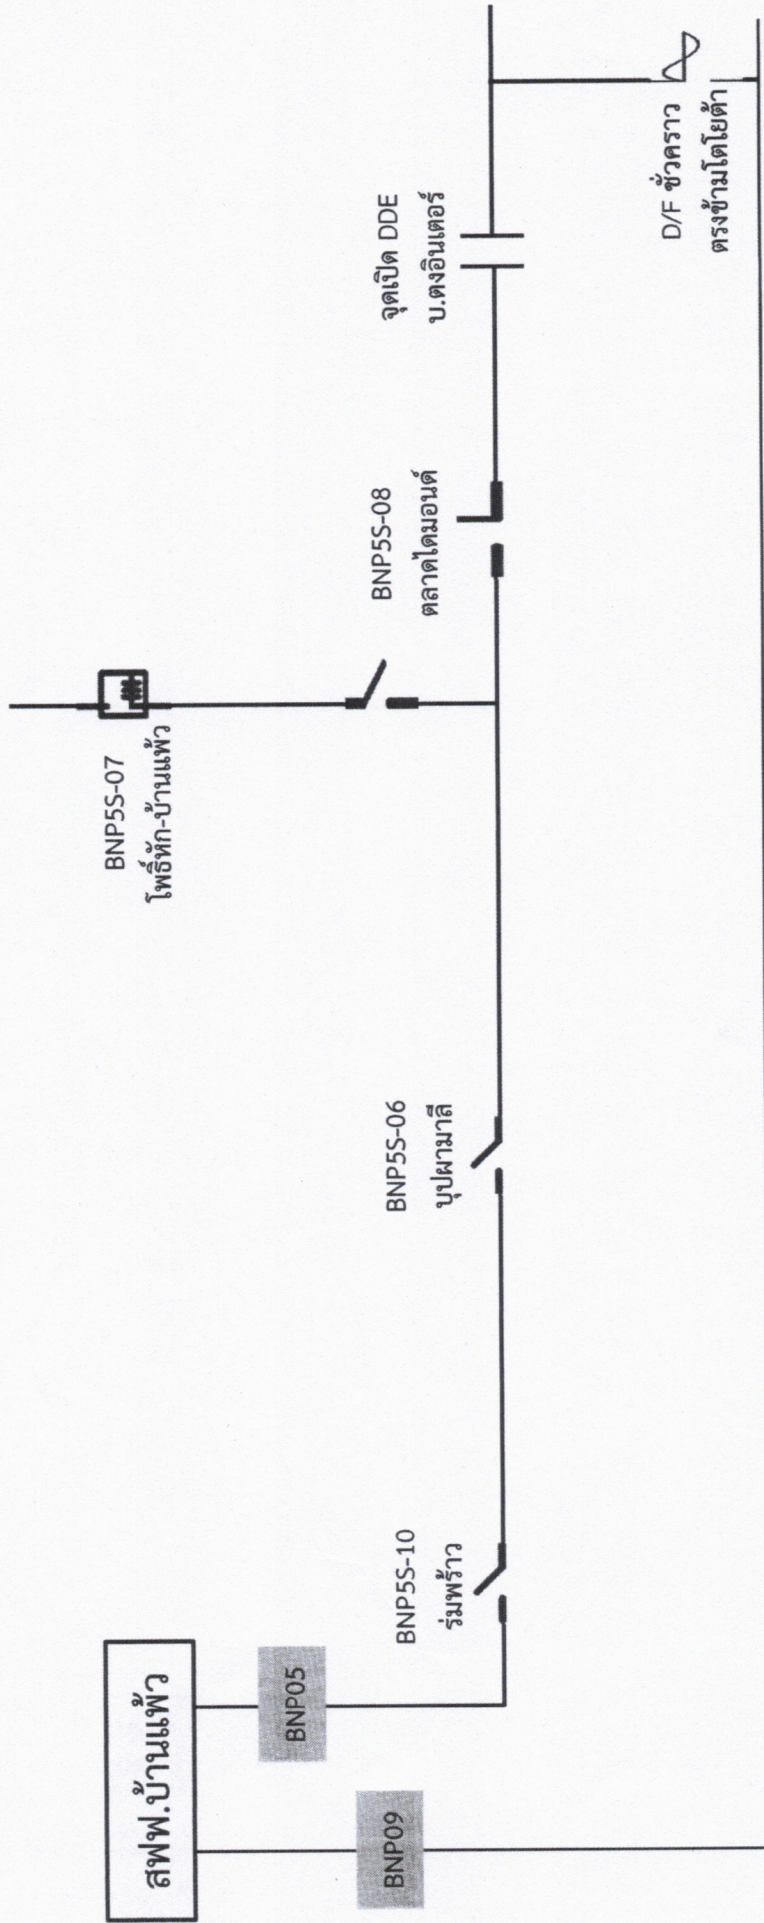 สฟฟ.บ้านแพ้ว
BNP09
BNP05
BNP5S-10
ร่มพร้าว
BNP5S-06
บุปผามาลี
BNP5S-07
โพธิ์หัก-บ้านแพ้ว
BNP5S-08
ตลาดไดมอนด์
จุดเปิด DDE
บ.ตงอินเตอร์
D/F ชั่วคราว
ตรงข้ามโตโยต้า